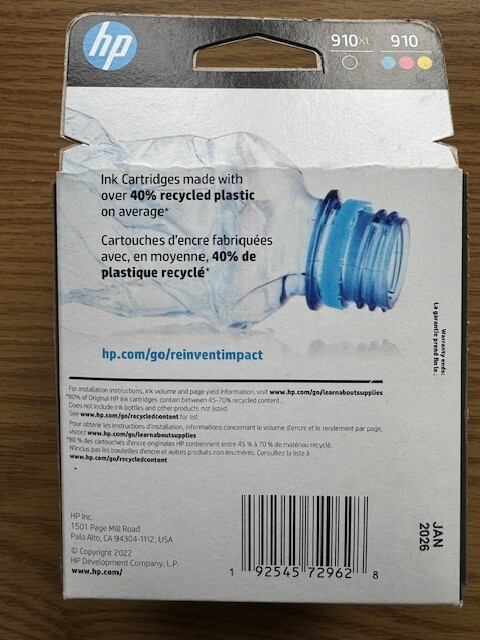 hp
910XL 910
Ink Cartridges made with
over 40% recycled plastic
on average*
Cartouches d'encre fabriquées
avec, en moyenne, 40% de
plastique recyclé*
hp.com/go/reinventimpact
Warranty ends:
La garantie prend fin le :
For installation instructions, ink volume and page yield information, visit www.hp.com/go/learnaboutsupplies
*80% of Original HP ink cartridges contain between 45-70% recycled content.
Does not include ink bottles and other products not listed.
See www.hp.com/go/recycledcontent for list.
Pour obtenir les instructions d'installation, informations concernant le volume d'encre et le rendement par page,
visitez www.hp.com/go/learnaboutsupplies
*80 % des cartouches d'encre originales HP contiennent entre 45 % à 70 % de matériau recyclé.
N'inclus pas les bouteilles d'encre et autres produits non énumérés. Consultez la liste à
www.hp.com/go/recycledcontent
JAN
2026
HP Inc.
1501 Page Mill Road
Palo Alto, CA 94304-1112, USA
© Copyright 2022
HP Development Company, L.P.
www.hp.com/
1 92545 72962 8